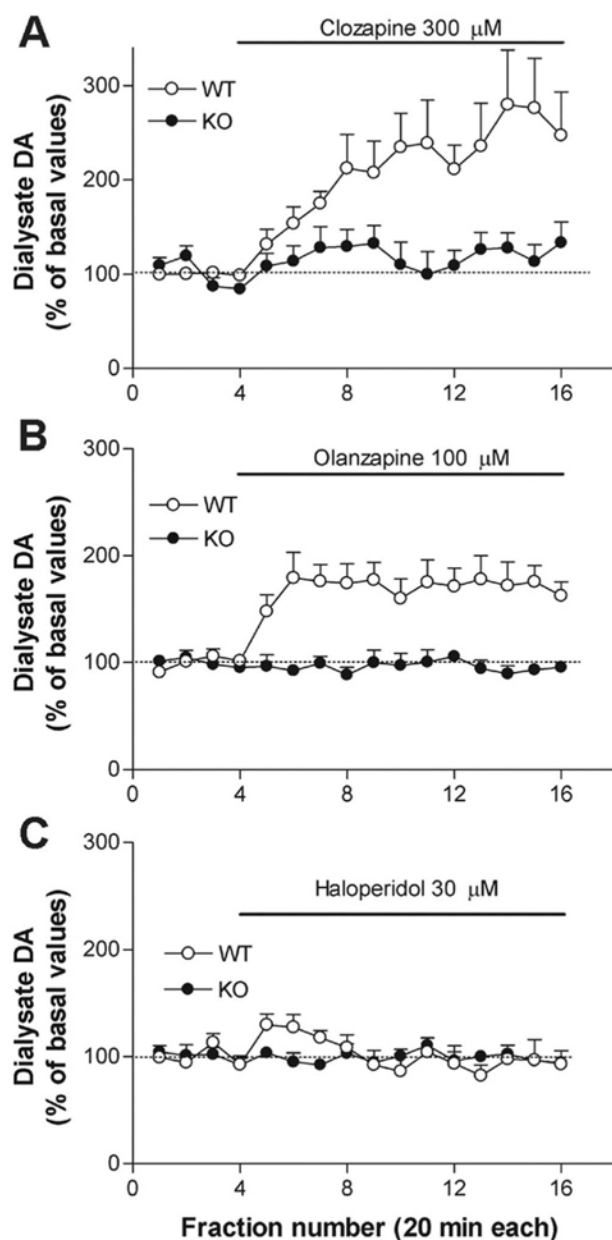 A
Clozapine 300 μM
WT
KO
Dialysate DA
(% of basal values)
300
200
100
0
0 4 8 12 16
B
Olanzapine 100 μM
WT
KO
Dialysate DA
(% of basal values)
300
200
100
0
0 4 8 12 16
C
Haloperidol 30 μM
WT
KO
Dialysate DA
(% of basal values)
300
200
100
0
0 4 8 12 16
Fraction number (20 min each)